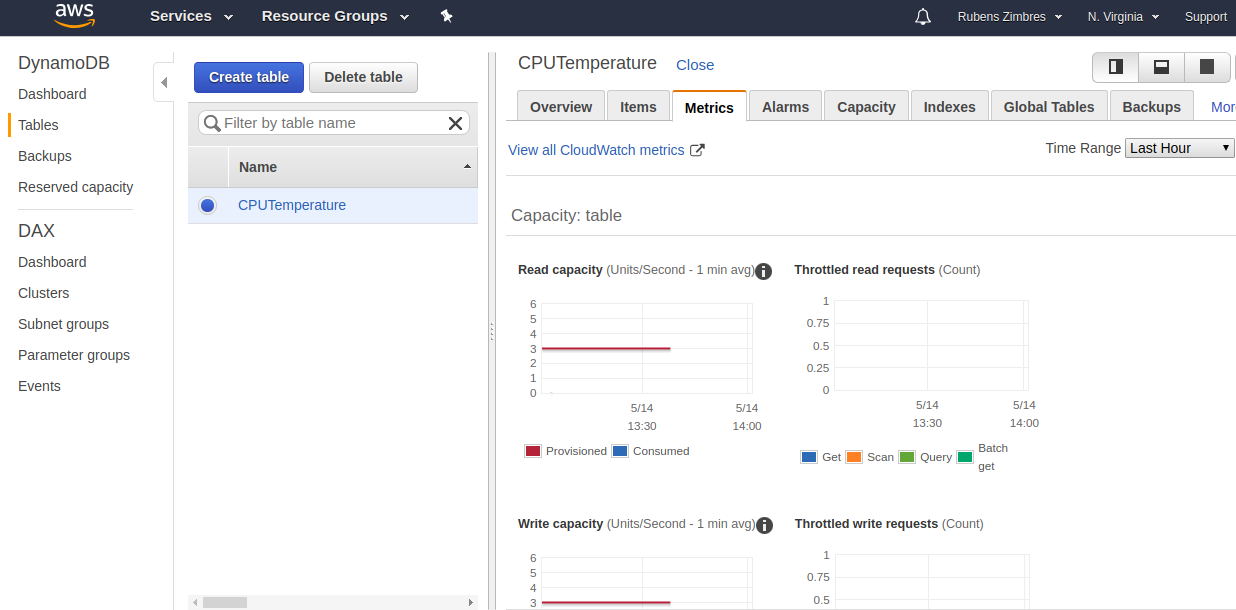 aws Services Resource Groups Rubens Zimbres N. Virginia Support
DynamoDB
Dashboard
Tables
Backups
Reserved capacity
DAX
Dashboard
Clusters
Subnet groups
Parameter groups
Events
Create table Delete table
Filter by table name
Name
CPUTemperature
CPUTemperature Close
Overview Items Metrics Alarms Capacity Indexes Global Tables Backups
View all CloudWatch metrics Time Range Last Hour
Capacity: table
Read capacity (Units/Second - 1 min avg)
6
5
4
3
2
1
0
5/14 5/14
13:30 14:00
Provisioned Consumed
Throttled read requests (Count)
1
0.75
0.5
0.25
0
5/14 5/14
13:30 14:00
Get Scan Query Batch
get
Write capacity (Units/Second - 1 min avg)
6
5
4
3
Throttled write requests (Count)
1
0.75
0.5